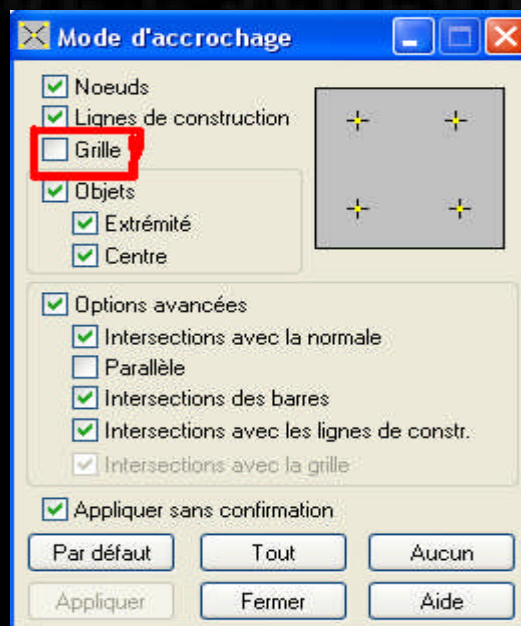 Mode d'accrochage
Noeuds
Lignes de construction
Grille
Objets
Extrémité
Centre
Options avancées
Intersections avec la normale
Parallèle
Intersections des barres
Intersections avec les lignes de constr.
Intersections avec la grille
Appliquer sans confirmation
Par défaut
Tout
Aucun
Appliquer
Fermer
Aide